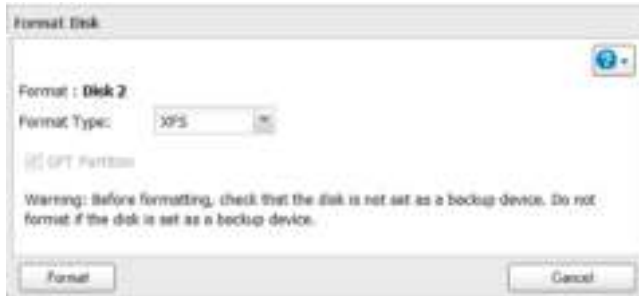 Format Disk
Format : Disk 2
Format Type: XFS
GPT Partition
Warning: Before formatting, check that the disk is not set as a backup device. Do not
format if the disk is set as a backup device.
Format Cancel